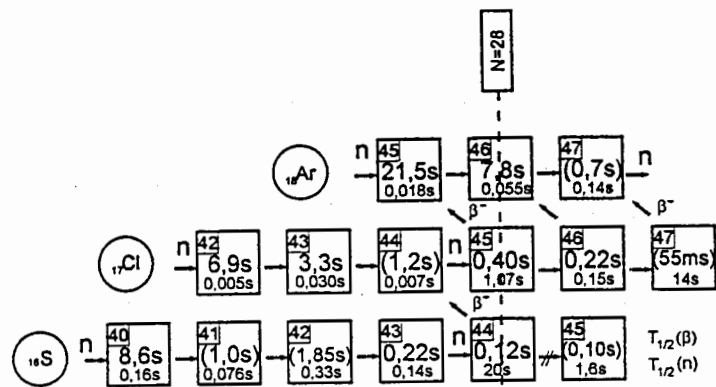 N=28
₁₈Ar n 45 21,5s 0,018s 46 7,8s 0,055s 47 (0,7s) 0,14s n
β⁻ β⁻
₁₇Cl n 42 6,9s 0,005s 43 3,3s 0,030s 44 (1,2s) 0,007s n 45 0,40s 1,07s 46 0,22s 0,15s 47 (55ms) 14s
β⁻
₁₆S n 40 8,6s 0,16s 41 (1,0s) 0,076s 42 (1,85s) 0,33s 43 0,22s 0,14s n 44 0,12s 20s 45 (0,10s) 1,6s
T₁/₂(β)
T₁/₂(n)